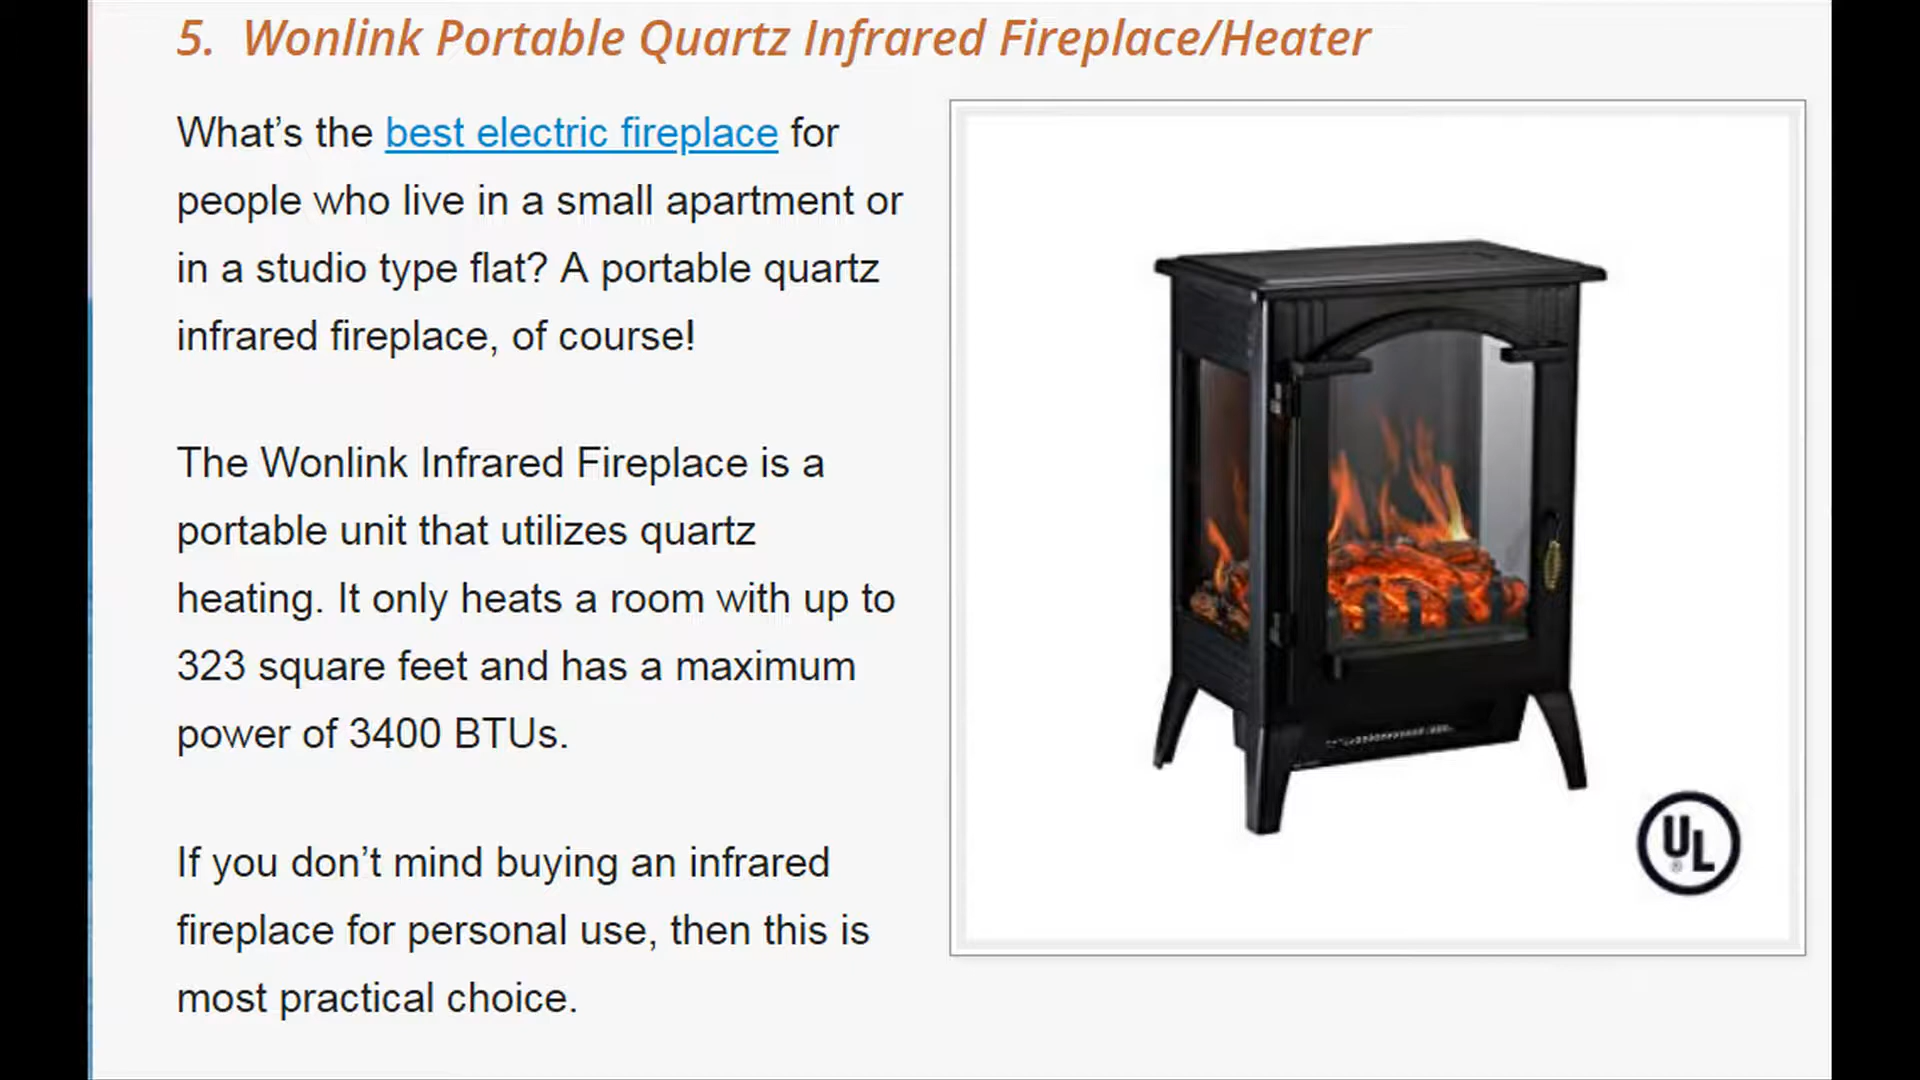 5. Wonlink Portable Quartz Infrared Fireplace/Heater
What’s the best electric fireplace for
people who live in a small apartment or
in a studio type flat? A portable quartz
infrared fireplace, of course!
The Wonlink Infrared Fireplace is a
portable unit that utilizes quartz
heating. It only heats a room with up to
323 square feet and has a maximum
power of 3400 BTUs.
If you don’t mind buying an infrared
fireplace for personal use, then this is
most practical choice.
UL
®